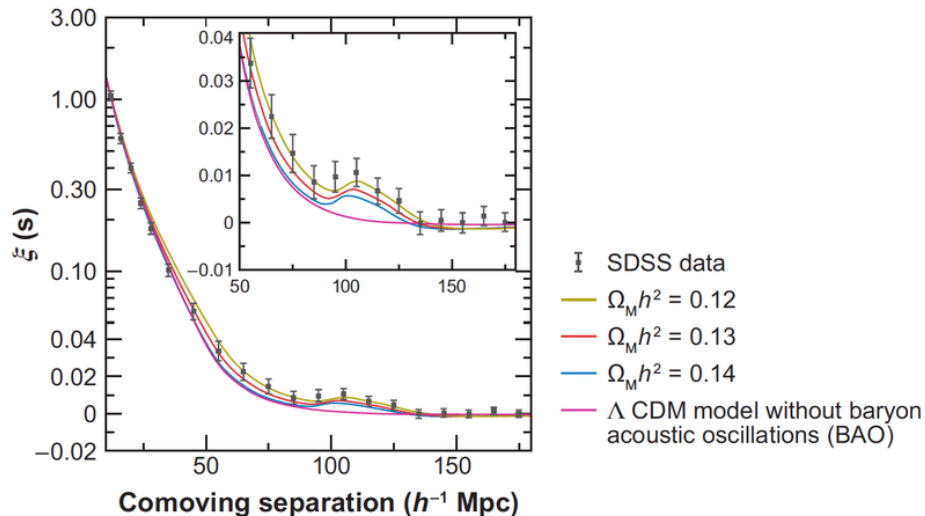 3.00
1.00
0.30
0.10
0.04
0.02
0
−0.02
ξ (s)
50
100
150
Comoving separation (h⁻¹ Mpc)
0.04
0.03
0.02
0.01
0
−0.01
50
100
150
SDSS data
Ω_M h² = 0.12
Ω_M h² = 0.13
Ω_M h² = 0.14
Λ CDM model without baryon
acoustic oscillations (BAO)